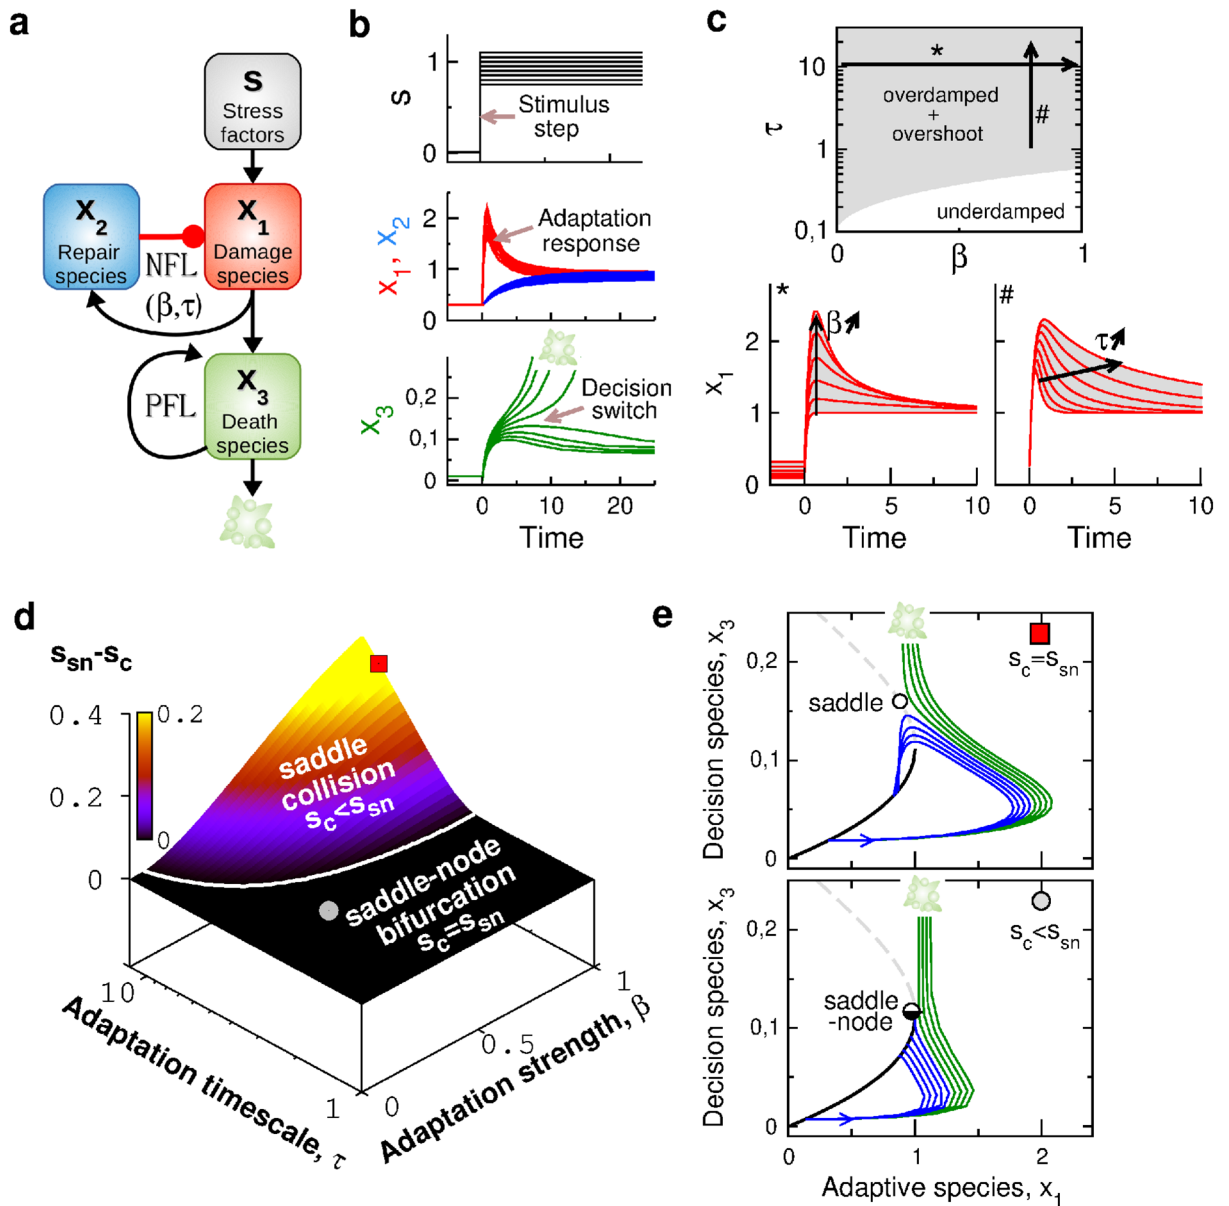 a
S
Stress
factors
X2
Repair
species
X1
Damage
species
NFL
(β,τ)
X3
Death
species
PFL
b
1
s
0
Stimulus
step
2
1
0
x1, x2
Adaptation
response
0,2
0,1
0
x3
Decision
switch
0 10 20
Time
c
10
1
0,1
τ
*
#
overdamped
+
overshoot
underdamped
0 β 1
*
2
1
0
x1
β
0 5 10
Time
#
τ
0 5 10
Time
d
ssn-sc
0.4
0.2
0
0.2
0
saddle
collision
sc<ssn
saddle-node
bifurcation
sc=ssn
10
1
Adaptation timescale, τ
0
0.5
1
Adaptation strength, β
e
0,2
0,1
0
Decision species, x3
saddle
sc=ssn
0,2
0,1
0
Decision species, x3
saddle
-node
sc<ssn
0 1 2
Adaptive species, x1